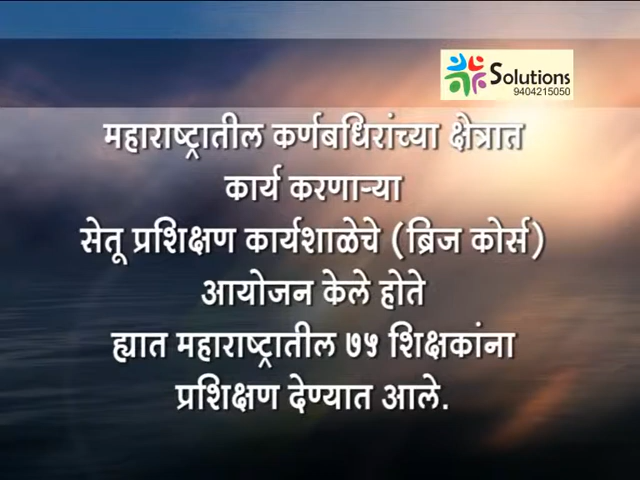 Solutions
9404215050
महाराष्ट्रातील कर्णबधिरांच्या क्षेत्रात
कार्य करणाऱ्या
सेतू प्रशिक्षण कार्यशाळेचे (ब्रिज कोर्स)
आयोजन केले होते
ह्यात महाराष्ट्रातील ७५ शिक्षकांना
प्रशिक्षण देण्यात आले.